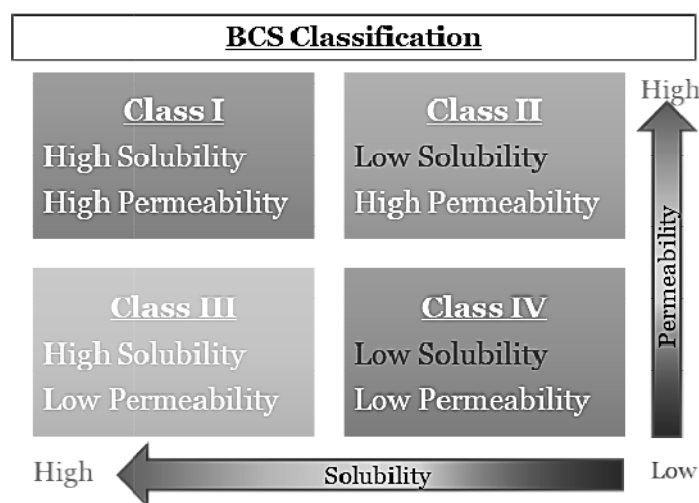 BCS Classification
High
Class I
High Solubility
High Permeability
Class II
Low Solubility
High Permeability
Permeability
Class III
High Solubility
Low Permeability
Class IV
Low Solubility
Low Permeability
High
Solubility
Low